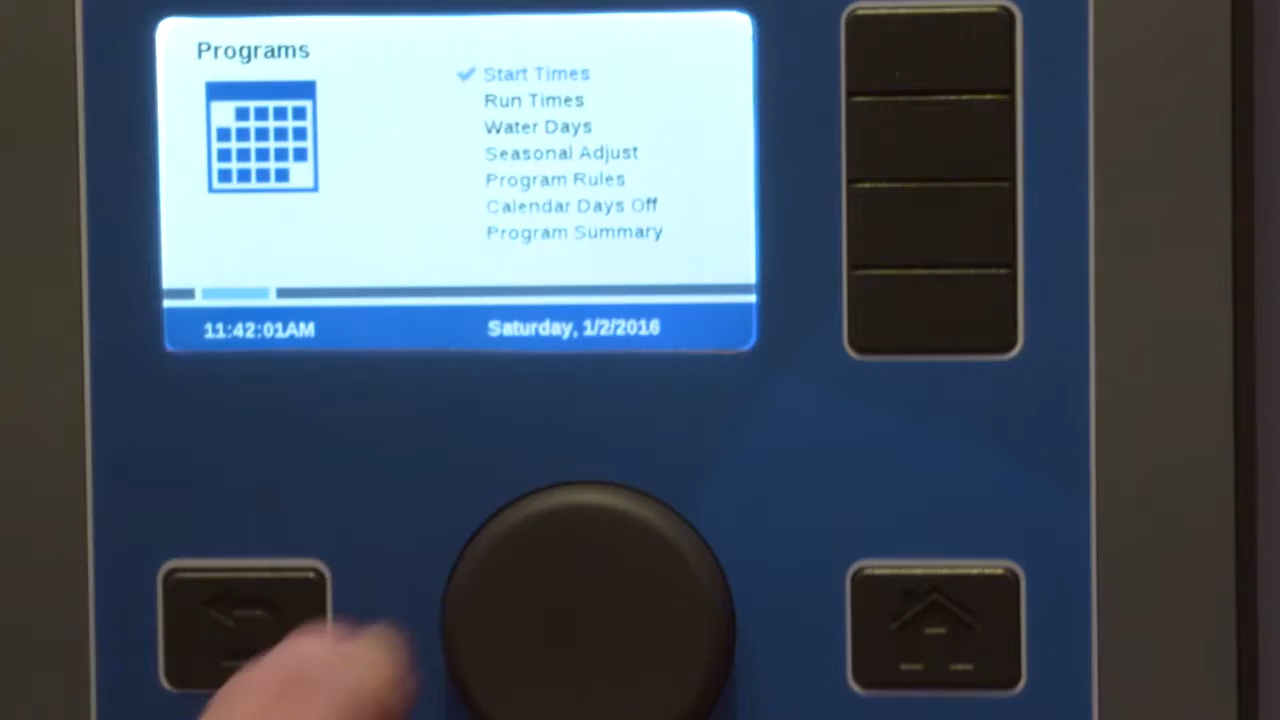 Programs
Start Times
Run Times
Water Days
Seasonal Adjust
Program Rules
Calendar Days Off
Program Summary
11:42:01AM
Saturday, 1/2/2016